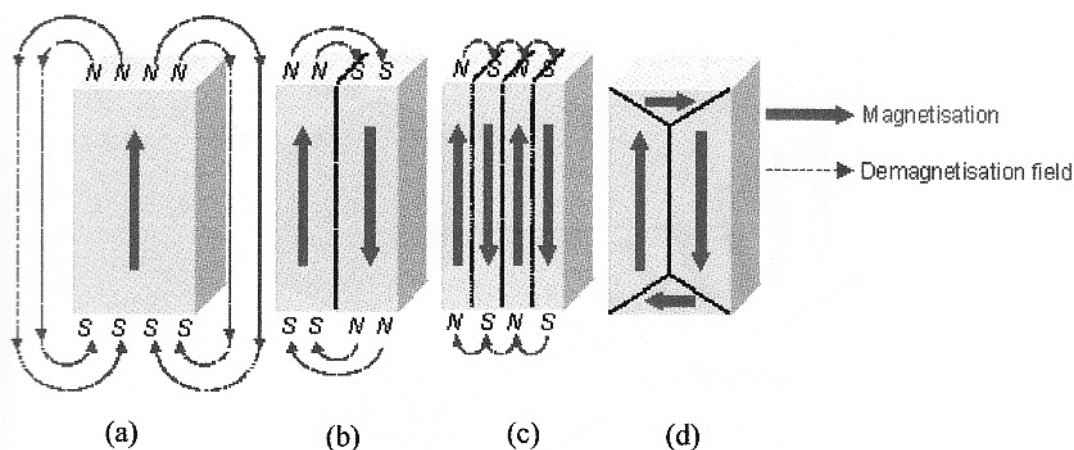 N N N N
N N S S
N S N S
Magnetisation
Demagnetisation field
S S S S
S S N N
N S N S
(a) (b) (c) (d)